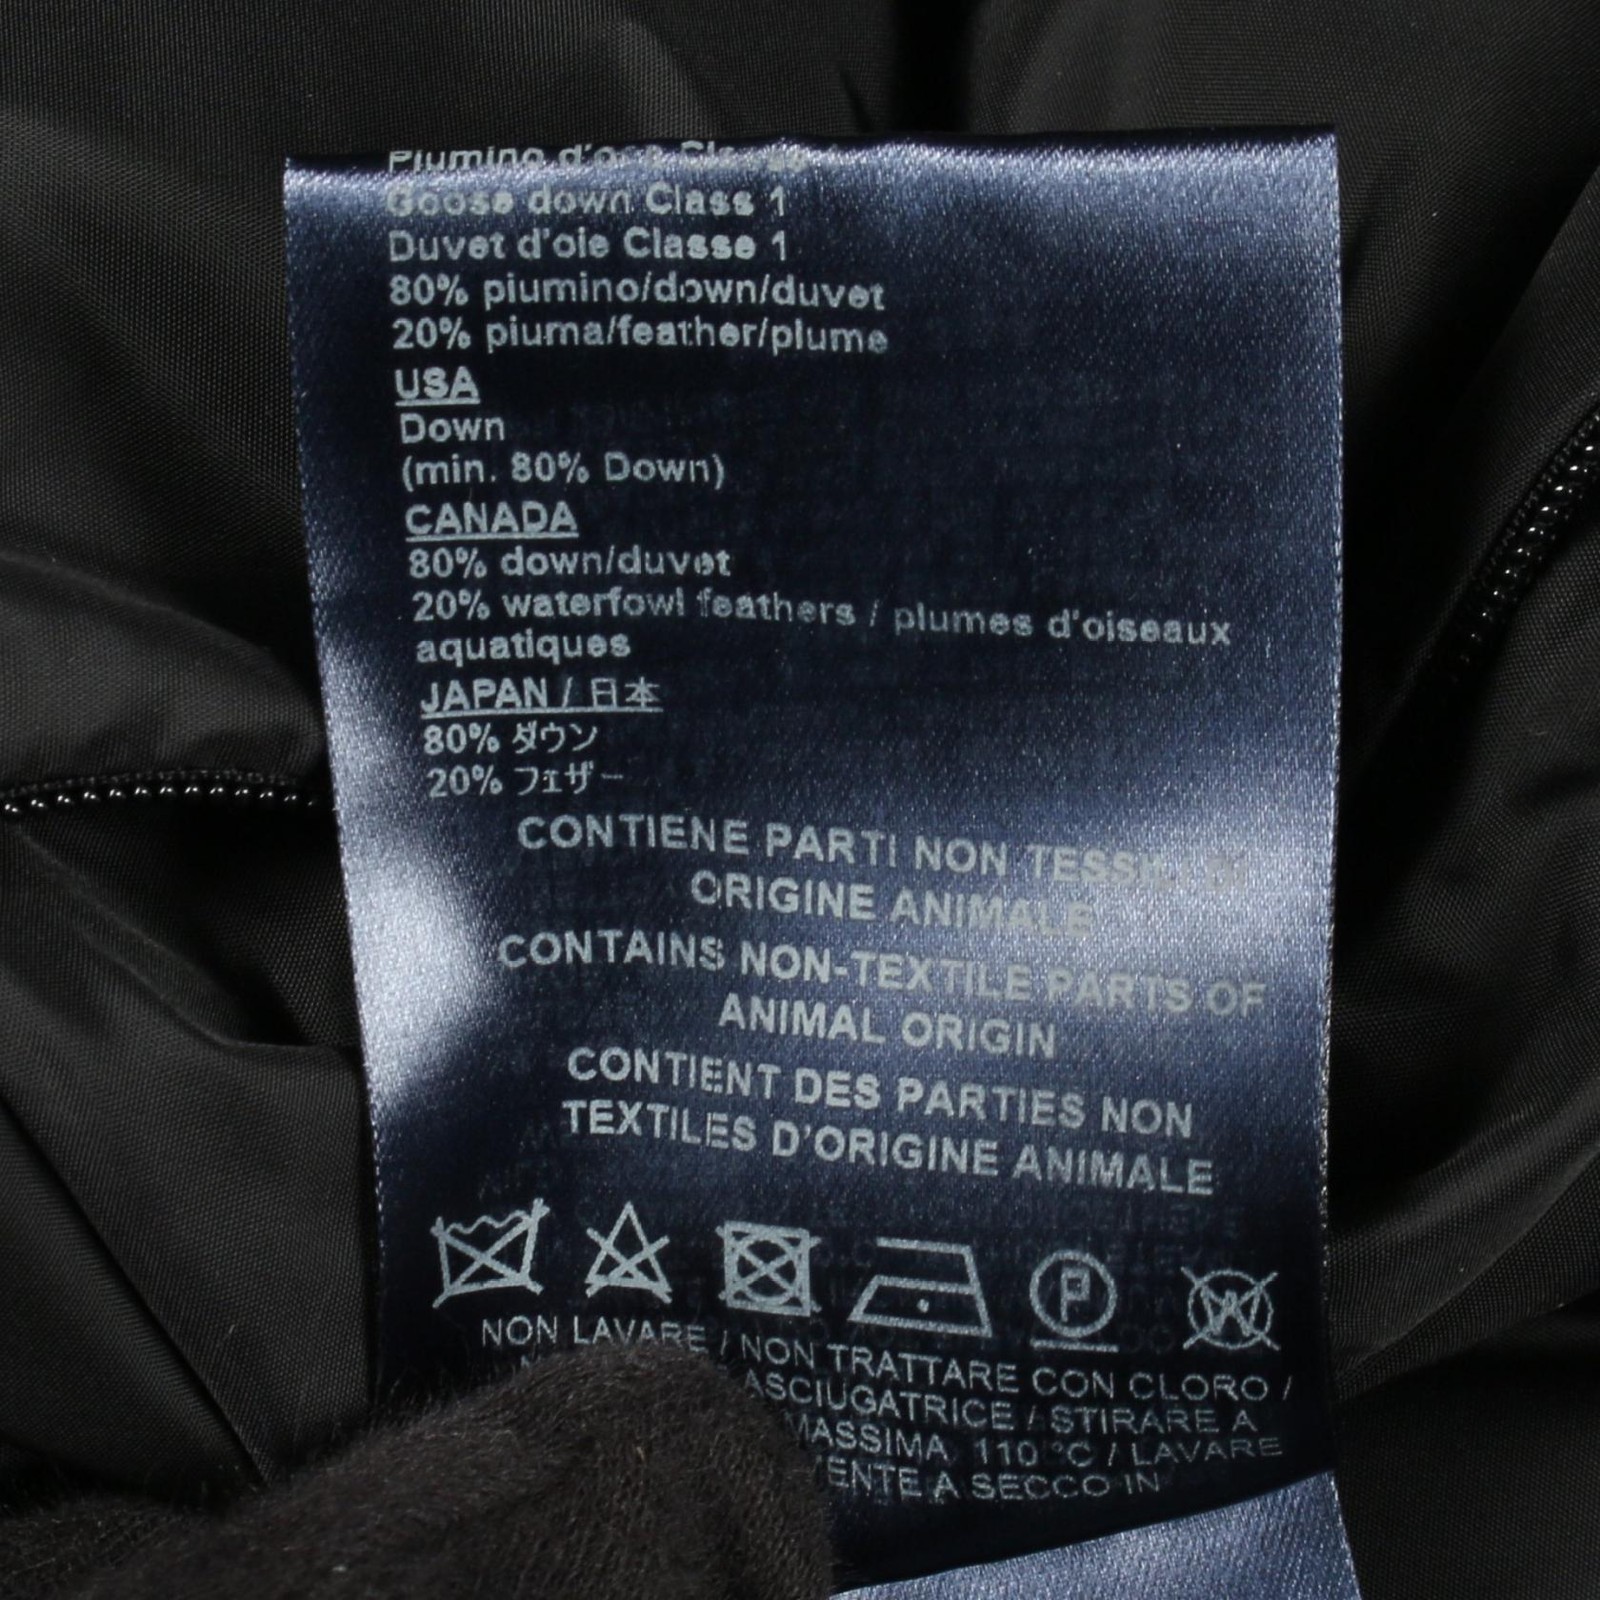 Piumino
Goose down Class 1
Duvet d'oie Classe 1
80% piumino/down/duvet
20% piuma/feather/plume
USA
Down
(min. 80% Down)
CANADA
80% down/duvet
20% waterfowl feathers / plumes d'oiseaux
aquatiques
JAPAN / 日本
80% ダウン
20% フェザー
CONTIENE PARTI NON
ORIGINE ANIMALE
CONTAINS NON-TEXTILE PARTS OF
ANIMAL ORIGIN
CONTIENT DES PARTIES NON
TEXTILES D'ORIGINE ANIMALE
P W
NON LAVARE / NON TRATTARE CON CLORO /
ASCIUGATRICE / STIRARE A
MASSIMA 110 °C / LAVARE
ENTE A SECCO IN